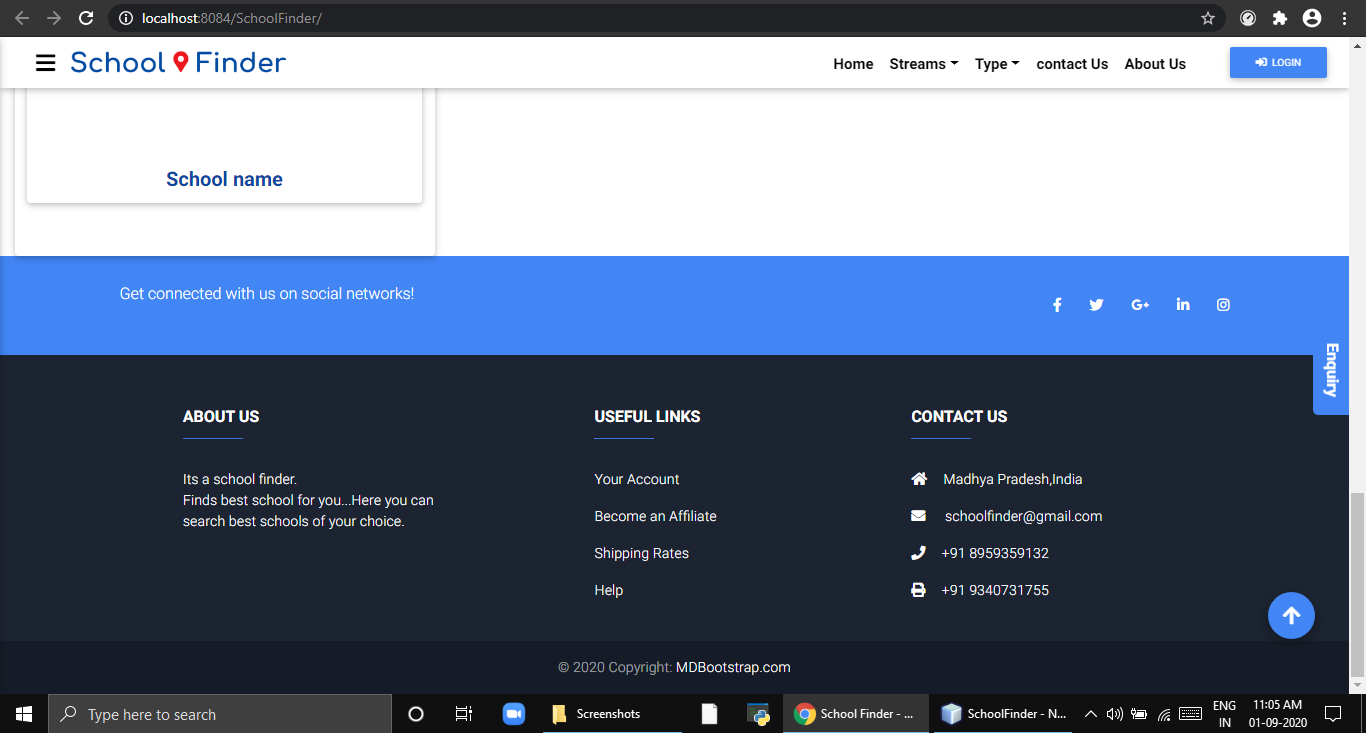 localhost:8084/SchoolFinder/
School Finder
Home Streams Type contact Us About Us LOGIN
School name
Get connected with us on social networks!
Enquiry
ABOUT US
Its a school finder.
Finds best school for you...Here you can
search best schools of your choice.
USEFUL LINKS
Your Account
Become an Affiliate
Shipping Rates
Help
CONTACT US
Madhya Pradesh,India
schoolfinder@gmail.com
+91 8959359132
+91 9340731755
© 2020 Copyright: MDBootstrap.com
Type here to search
Screenshots
School Finder - ...
SchoolFinder - N...
ENG
IN
11:05 AM
01-09-2020